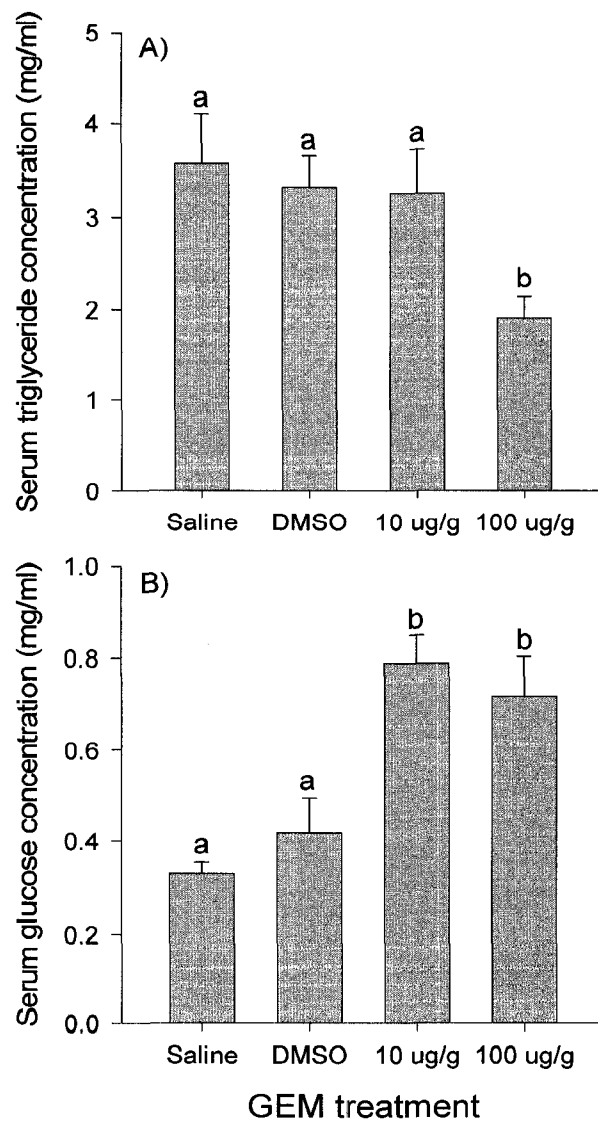 A)
Serum triglyceride concentration (mg/ml)
5
4
3
2
1
0
a
a
a
b
Saline DMSO 10 ug/g 100 ug/g
B)
Serum glucose concentration (mg/ml)
1.0
0.8
0.6
0.4
0.2
0.0
a
a
b
b
Saline DMSO 10 ug/g 100 ug/g
GEM treatment